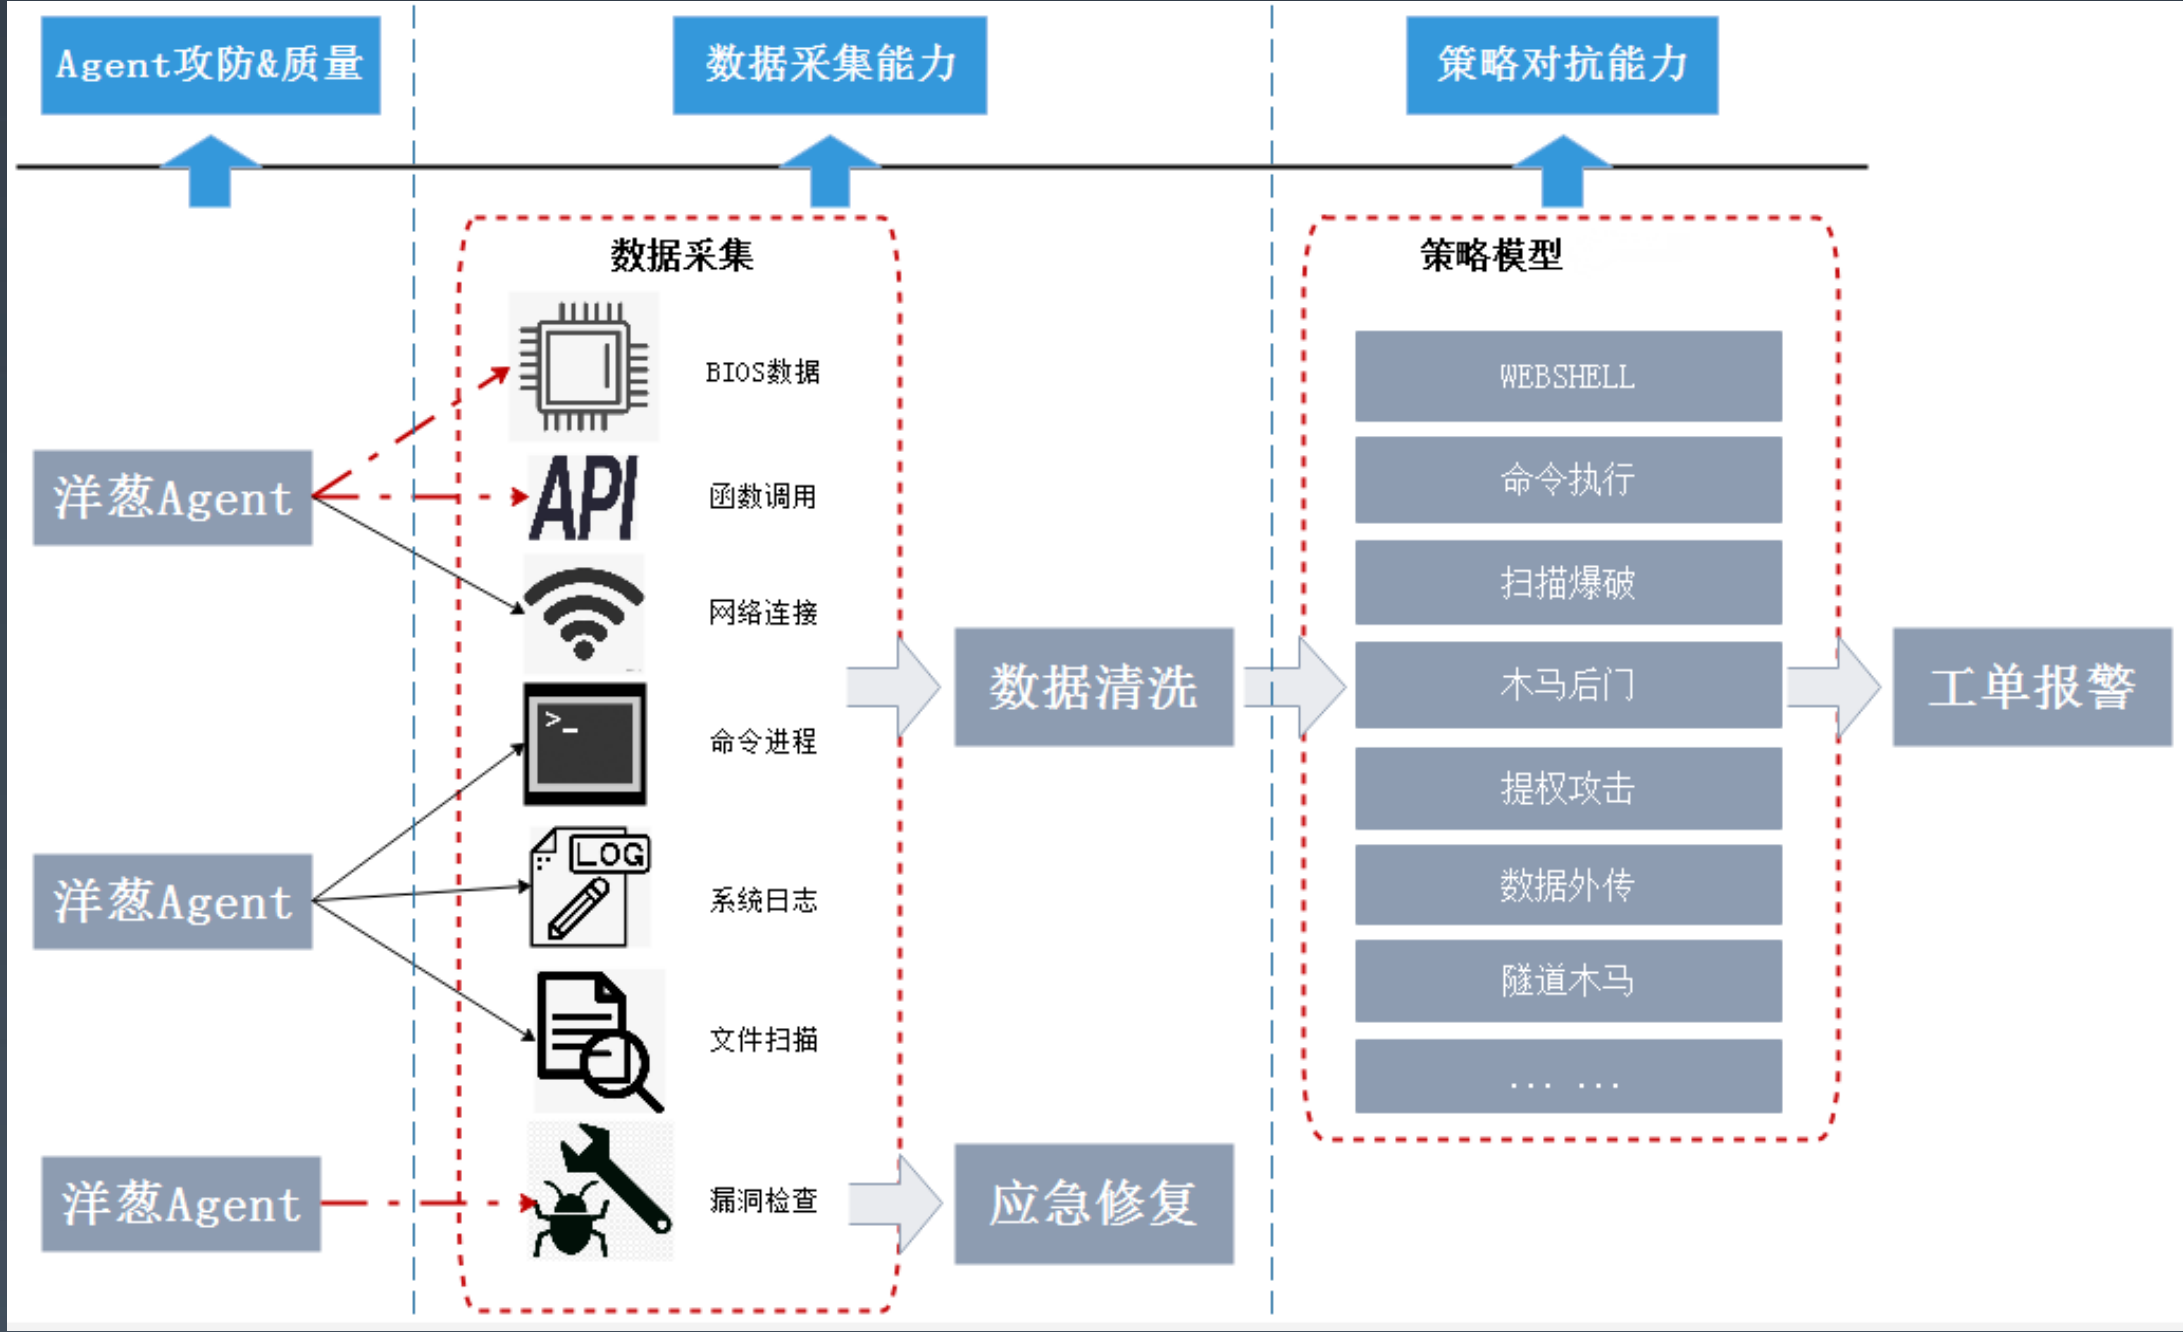 Agent攻防&质量
数据采集能力
策略对抗能力
数据采集
策略模型
BIOS数据
WEBSHELL
洋葱Agent
API
函数调用
命令执行
网络连接
扫描爆破
数据清洗
木马后门
工单报警
>_
命令进程
提权攻击
洋葱Agent
LOG
系统日志
数据外传
隧道木马
文件扫描
... ...
洋葱Agent
漏洞检查
应急修复